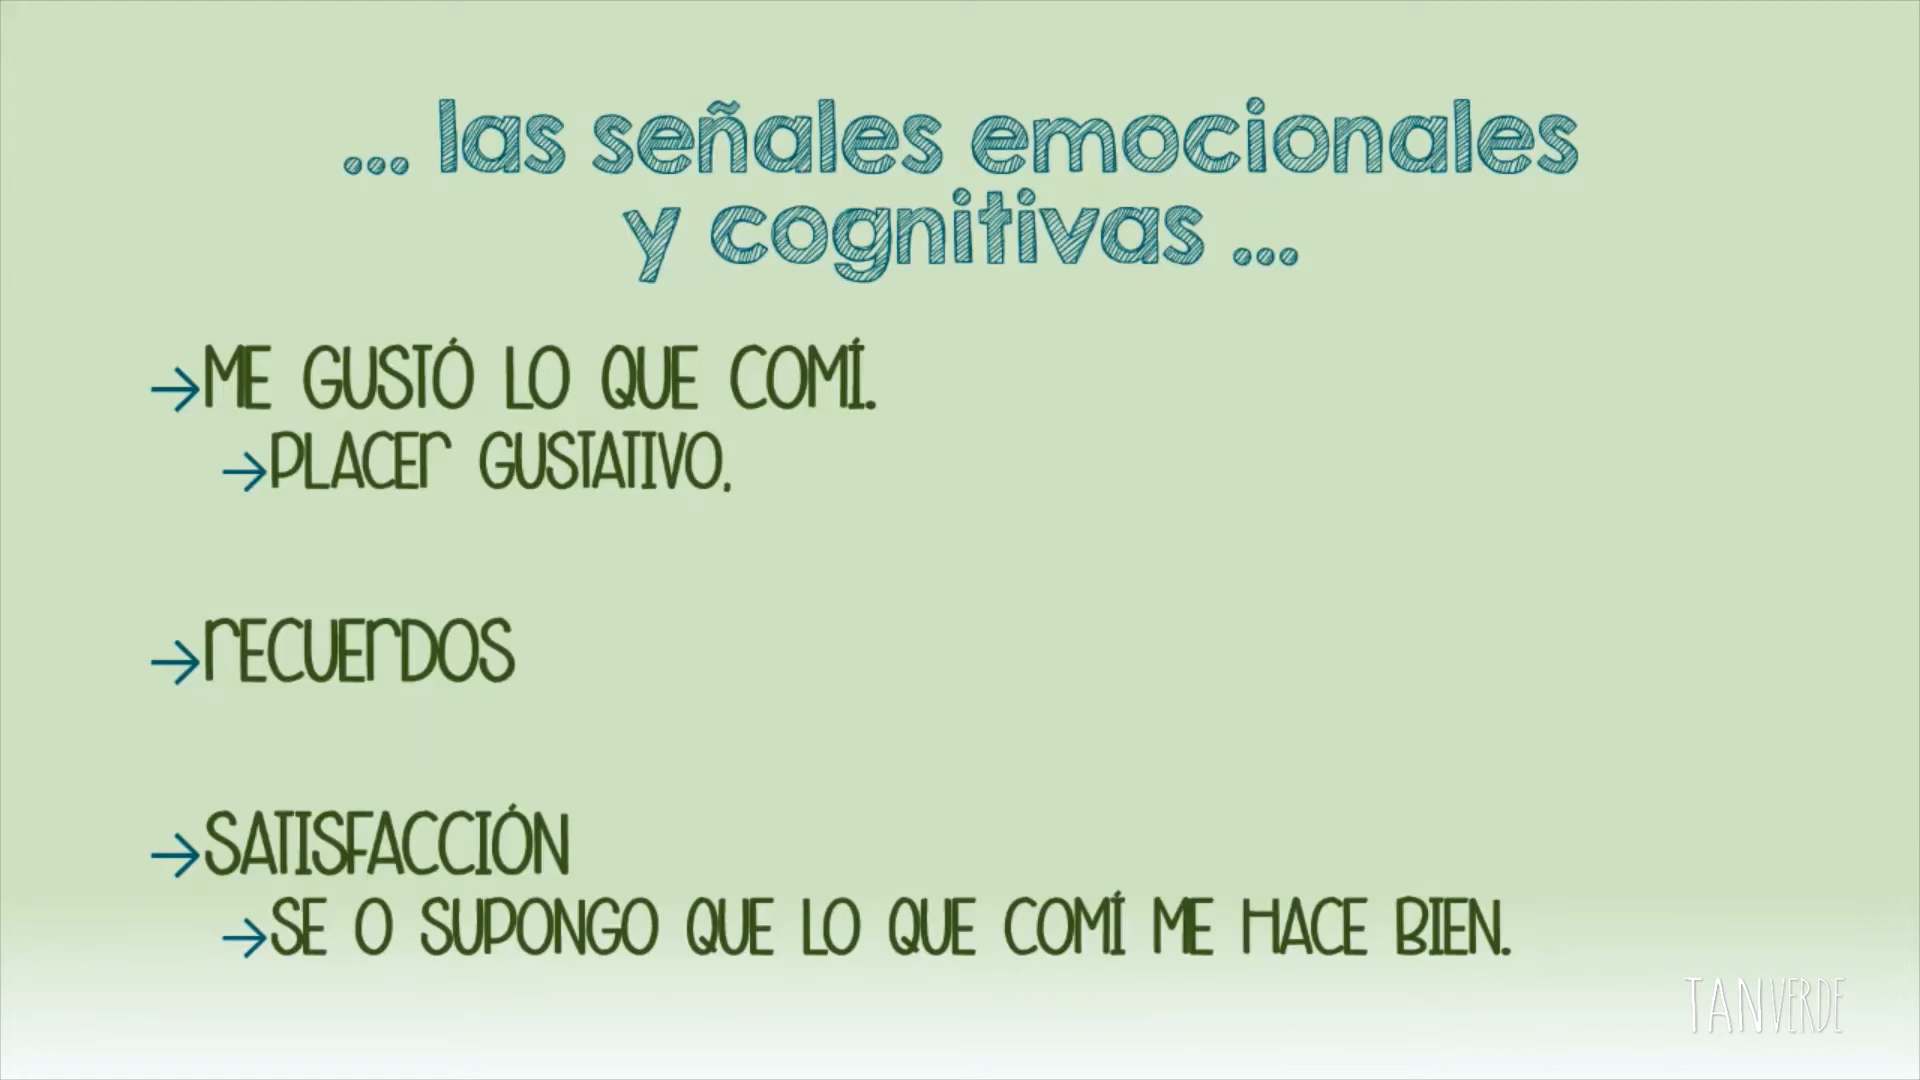 ... las señales emocionales
y cognitivas ...
→ME GUSTÓ LO QUE COMÍ.
→PLACEr GUSTATIVO.
→rECUErDOS
→SATISFACCIÓN
→SE O SUPONGO QUE LO QUE COMÍ ME HACE BIEN.
TANVERDE